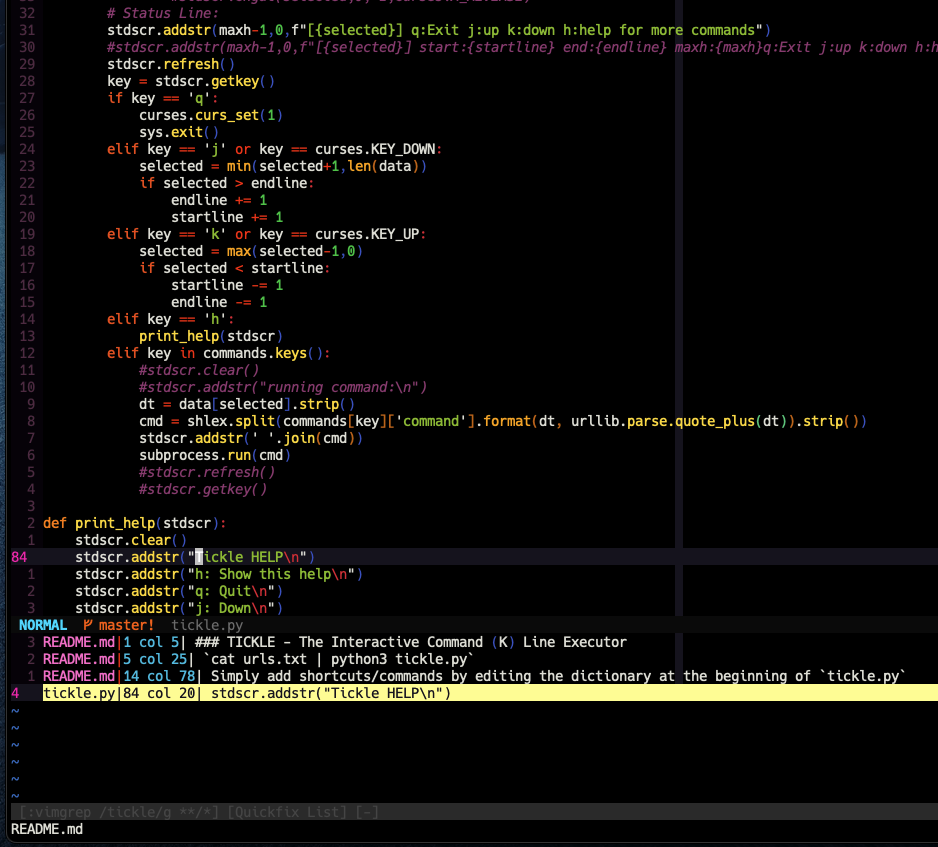 32         # Status Line:
31         stdscr.addstr(maxh-1,0,f"[{selected}] q:Exit j:up k:down h:help for more commands")
30         #stdscr.addstr(maxh-1,0,f"[{selected}] start:{startline} end:{endline} maxh:{maxh}q:Exit j:up k:down h:h
29         stdscr.refresh()
28         key = stdscr.getkey()
27         if key == 'q':
26             curses.curs_set(1)
25             sys.exit()
24         elif key == 'j' or key == curses.KEY_DOWN:
23             selected = min(selected+1,len(data))
22             if selected > endline:
21                 endline += 1
20                 startline += 1
19         elif key == 'k' or key == curses.KEY_UP:
18             selected = max(selected-1,0)
17             if selected < startline:
16                 startline -= 1
15                 endline -= 1
14         elif key == 'h':
13             print_help(stdscr)
12         elif key in commands.keys():
11             #stdscr.clear()
10             #stdscr.addstr("running command:\n")
9             dt = data[selected].strip()
8             cmd = shlex.split(commands[key]['command'].format(dt, urllib.parse.quote_plus(dt)).strip())
7             stdscr.addstr(' '.join(cmd))
6             subprocess.run(cmd)
5             #stdscr.refresh()
4             #stdscr.getkey()
3
2 def print_help(stdscr):
1     stdscr.clear()
84     stdscr.addstr("Tickle HELP\n")
1     stdscr.addstr("h: Show this help\n")
2     stdscr.addstr("q: Quit\n")
3     stdscr.addstr("j: Down\n")
NORMAL master! tickle.py
3 README.md|1 col 5| ### TICKLE - The Interactive Command (K) Line Executor
2 README.md|5 col 25| `cat urls.txt | python3 tickle.py`
1 README.md|14 col 78| Simply add shortcuts/commands by editing the dictionary at the beginning of `tickle.py`
4 tickle.py|84 col 20| stdscr.addstr("Tickle HELP\n")
~
~
~
~
~
~
[:vimgrep /tickle/g **/*] [Quickfix List] [-]
README.md